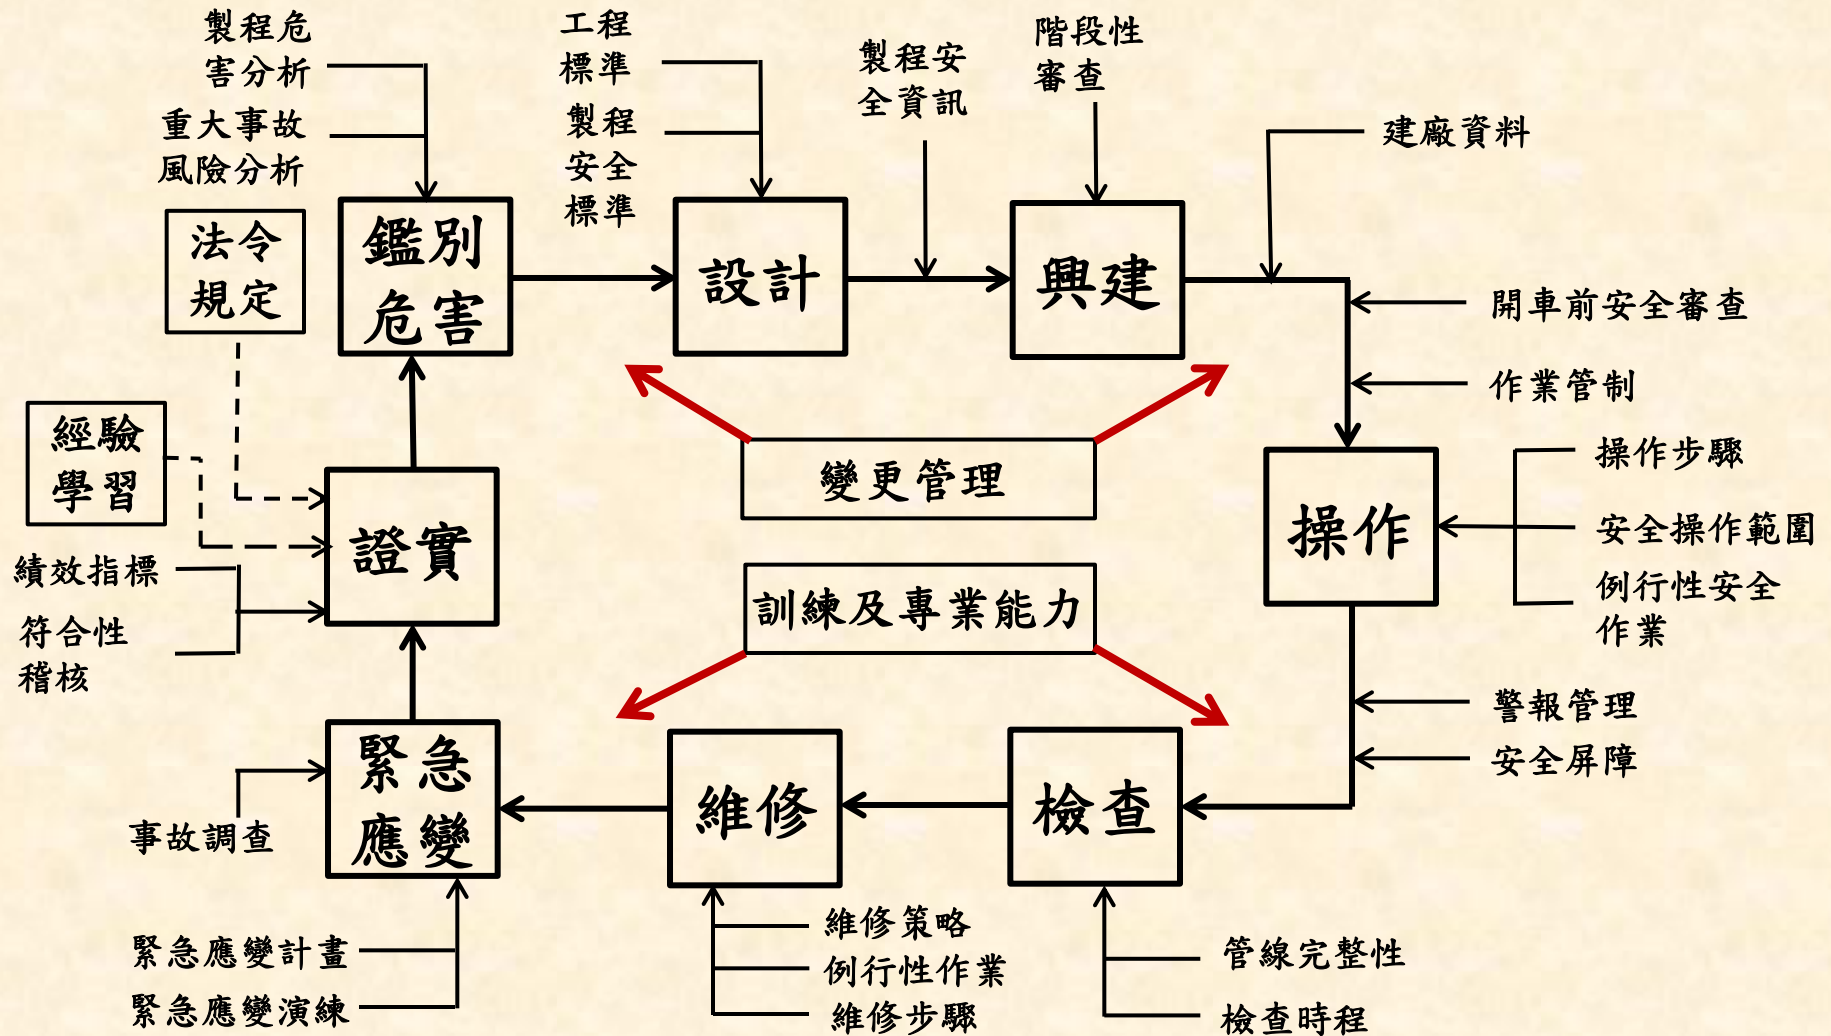 製程危
害分析
重大事故
風險分析
工程
標準
製程
安全
標準
製程安
全資訊
階段性
審查
建廠資料
法令
規定
鑑別
危害
設計
興建
開車前安全審查
作業管制
經驗
學習
變更管理
操作步驟
安全操作範圍
例行性安全
作業
操作
證實
績效指標
符合性
稽核
訓練及專業能力
警報管理
安全屏障
緊急
應變
維修
檢查
事故調查
緊急應變計畫
緊急應變演練
維修策略
例行性作業
維修步驟
管線完整性
檢查時程